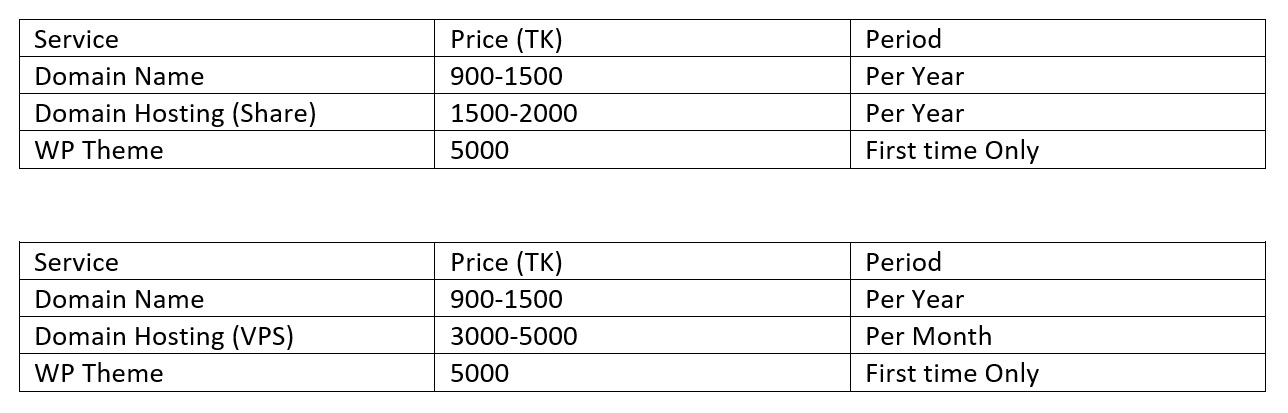 Service Price (TK) Period
Domain Name 900-1500 Per Year
Domain Hosting (Share) 1500-2000 Per Year
WP Theme 5000 First time Only
Service Price (TK) Period
Domain Name 900-1500 Per Year
Domain Hosting (VPS) 3000-5000 Per Month
WP Theme 5000 First time Only